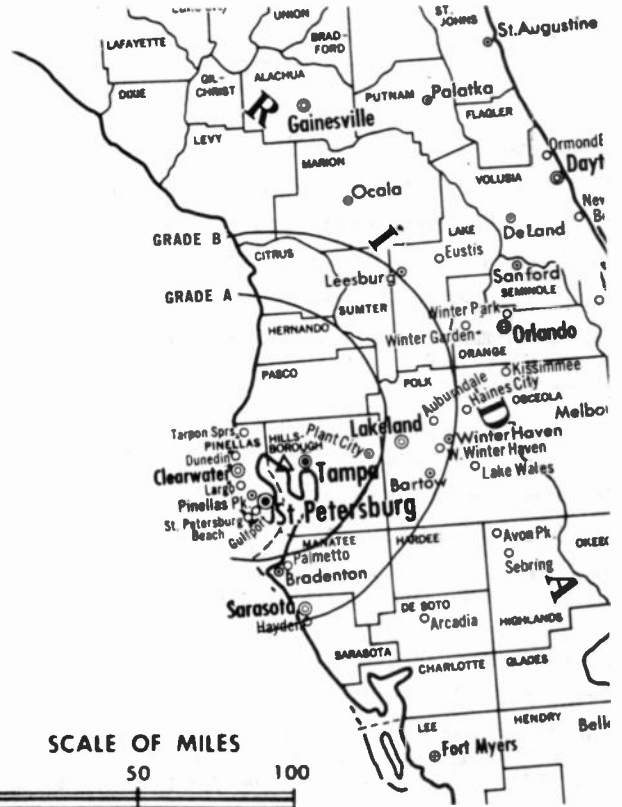 UNION
ST. JOHNS
St. Augustine
LAFAYETTE
BRAD-
FORD
DIXIE
GIL-
CHRIST
ALACHUA
R
Gainesville
PUTNAM
Palatka
FLAGLER
LEVY
MARION
Ormond
Dayt
VOLUSIA
Ocala
DeLand
GRADE B
CITRUS
I
LAKE
Eustis
Leesburg
Sanford
SEMINOLE
GRADE A
SUMTER
Winter Park
Orlando
HERNANDO
Winter Garden
ORANGE
PASCO
POLK
Kissimmee
Auburndale
Haines City
OSCEOLA
D
Melbo
Tarpon Sprs.
PINELLAS
HILLS-
BOROUGH
Plant City
Lakeland
Dunedin
Winter Haven
W. Winter Haven
Clearwater
Tampa
Lake Wales
Largo
Bartow
Pinellas Pk
St. Petersburg
St. Petersburg
Beach
Gulfport
MANATEE
HARDEE
Avon Pk
OKEEC
Palmetto
Sebring
Bradenton
A
Sarasota
DE SOTO
Hayden
Arcadia
HIGHLANDS
SARASOTA
CHARLOTTE
GLADES
LEE
HENDRY
Bell
Fort Myers
SCALE OF MILES
50
100